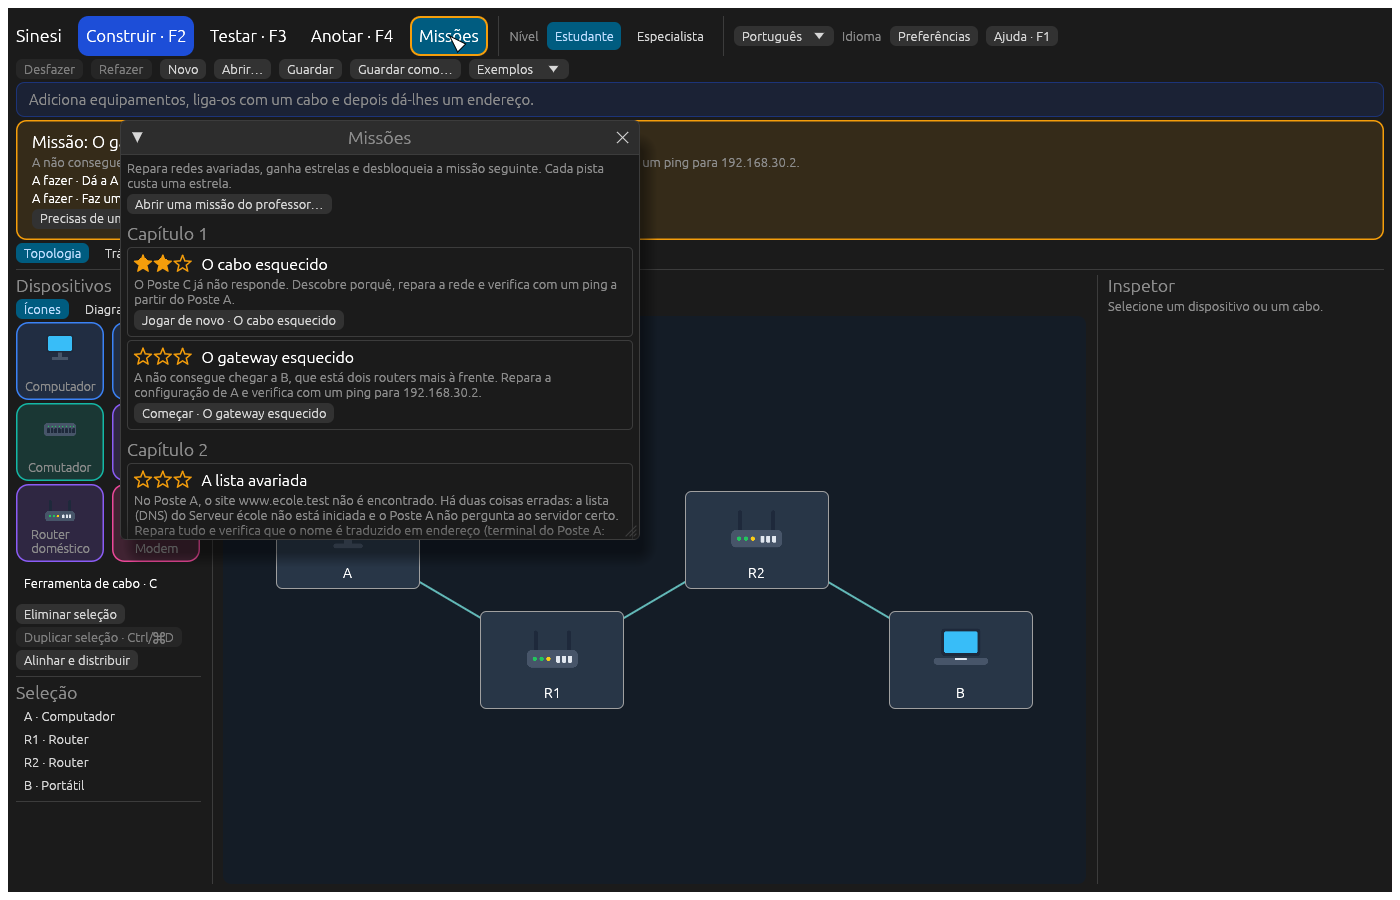 Sinesi
Construir · F2
Testar · F3
Anotar · F4
Missões
Nível
Estudante
Especialista
Português
Idioma
Preferências
Ajuda · F1
Desfazer
Refazer
Novo
Abrir…
Guardar
Guardar como…
Exemplos
Adiciona equipamentos, liga-os com um cabo e depois dá-lhes um endereço.
Missão: O ga
A não consegue
um ping para 192.168.30.2.
A fazer · Dá a A
A fazer · Faz um
Precisas de un
Missões
Repara redes avariadas, ganha estrelas e desbloqueia a missão seguinte. Cada pista
custa uma estrela.
Abrir uma missão do professor…
Capítulo 1
O cabo esquecido
O Poste C já não responde. Descobre porquê, repara a rede e verifica com um ping a
partir do Poste A.
Jogar de novo · O cabo esquecido
O gateway esquecido
A não consegue chegar a B, que está dois routers mais à frente. Repara a
configuração de A e verifica com um ping para 192.168.30.2.
Começar · O gateway esquecido
Capítulo 2
A lista avariada
No Poste A, o site www.ecole.test não é encontrado. Há duas coisas erradas: a lista
(DNS) do Serveur école não está iniciada e o Poste A não pergunta ao servidor certo.
Repara tudo e verifica que o nome é traduzido em endereço (terminal do Poste A:
Topologia
Trá
Dispositivos
Ícones
Diagra
Computador
Comutador
Router
doméstico
Modem
Ferramenta de cabo · C
Eliminar seleção
Duplicar seleção · Ctrl/⌘D
Alinhar e distribuir
Seleção
A · Computador
R1 · Router
R2 · Router
B · Portátil
A
R1
R2
B
Inspetor
Selecione um dispositivo ou um cabo.